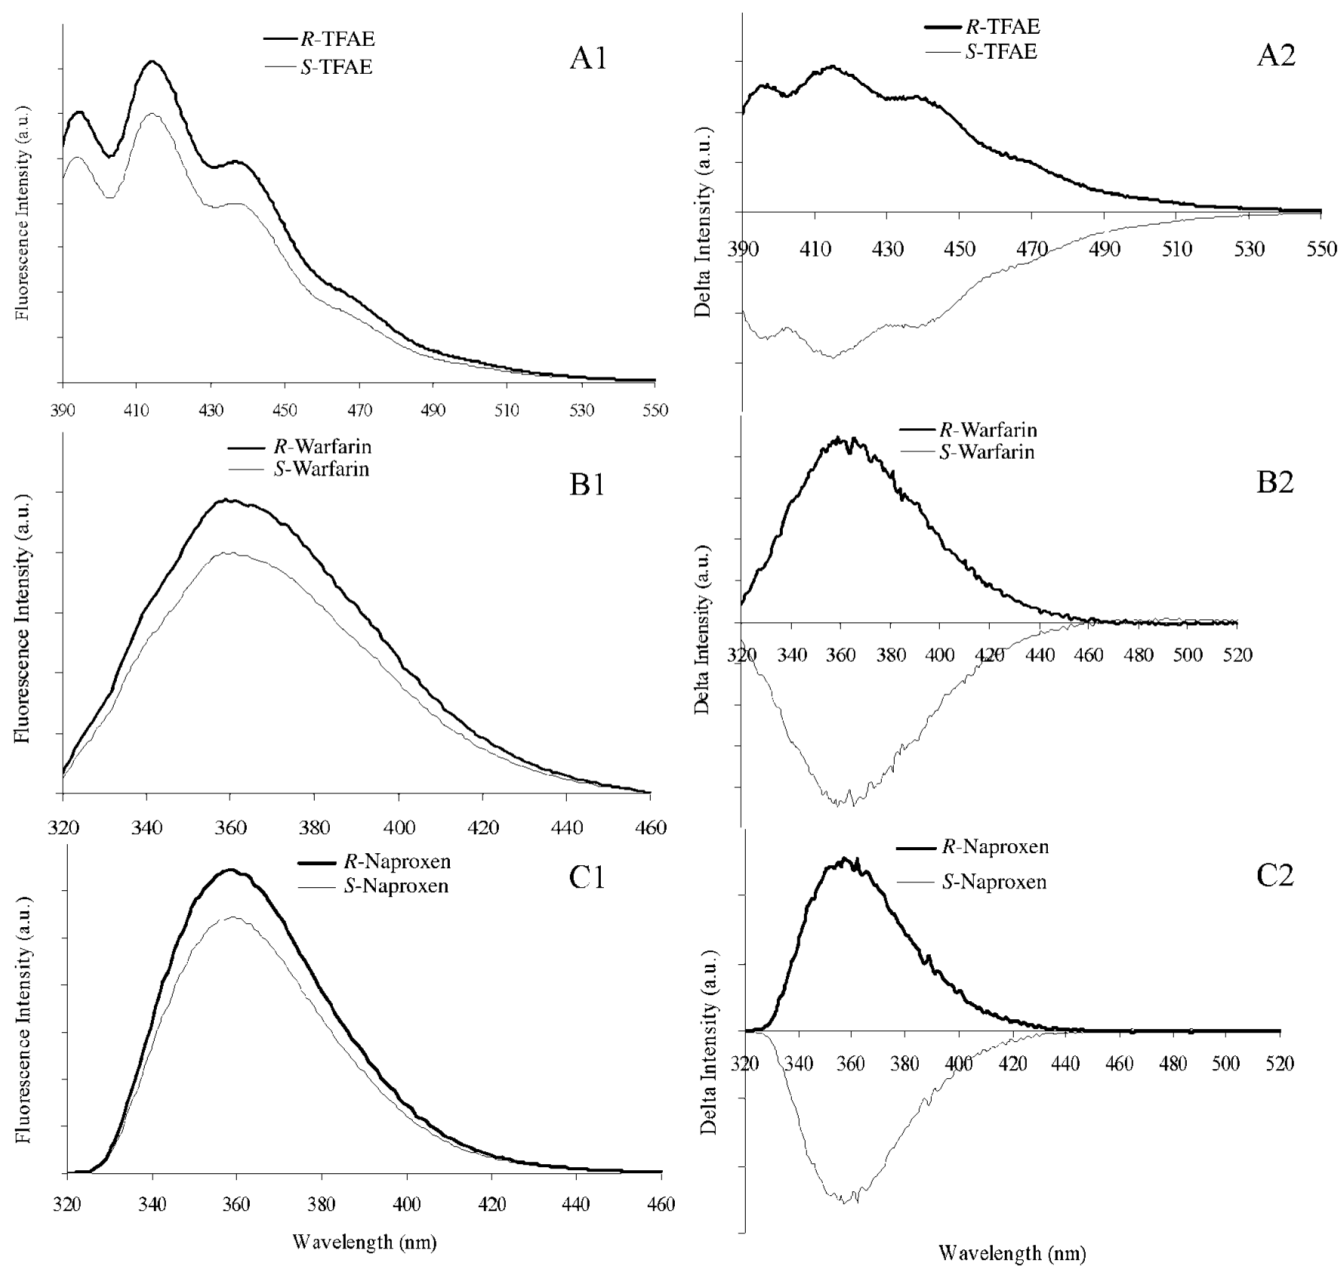 R-TFAE
S-TFAE
A1
Fluorescence Intensity (a.u.)
390 410 430 450 470 490 510 530 550
R-TFAE
S-TFAE
A2
Delta Intensity (a.u.)
390 410 430 450 470 490 510 530 550
R-Warfarin
S-Warfarin
B1
Fluorescence Intensity (a.u.)
320 340 360 380 400 420 440 460
R-Warfarin
S-Warfarin
B2
Delta Intensity (a.u.)
320 340 360 380 400 420 440 460 480 500 520
R-Naproxen
S-Naproxen
C1
Fluorescence Intensity (a.u.)
320 340 360 380 400 420 440 460
Wavelength (nm)
R-Naproxen
S-Naproxen
C2
Delta Intensity (a.u.)
320 340 360 380 400 420 440 460 480 500 520
Wavelength (nm)